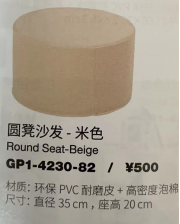 圆凳沙发 - 米色
Round Seat-Beige
GP1-4230-82 / ¥500
材质: 环保 PVC 耐磨皮 + 高密度泡棉
尺寸: 直径 35 cm , 座高 20 cm